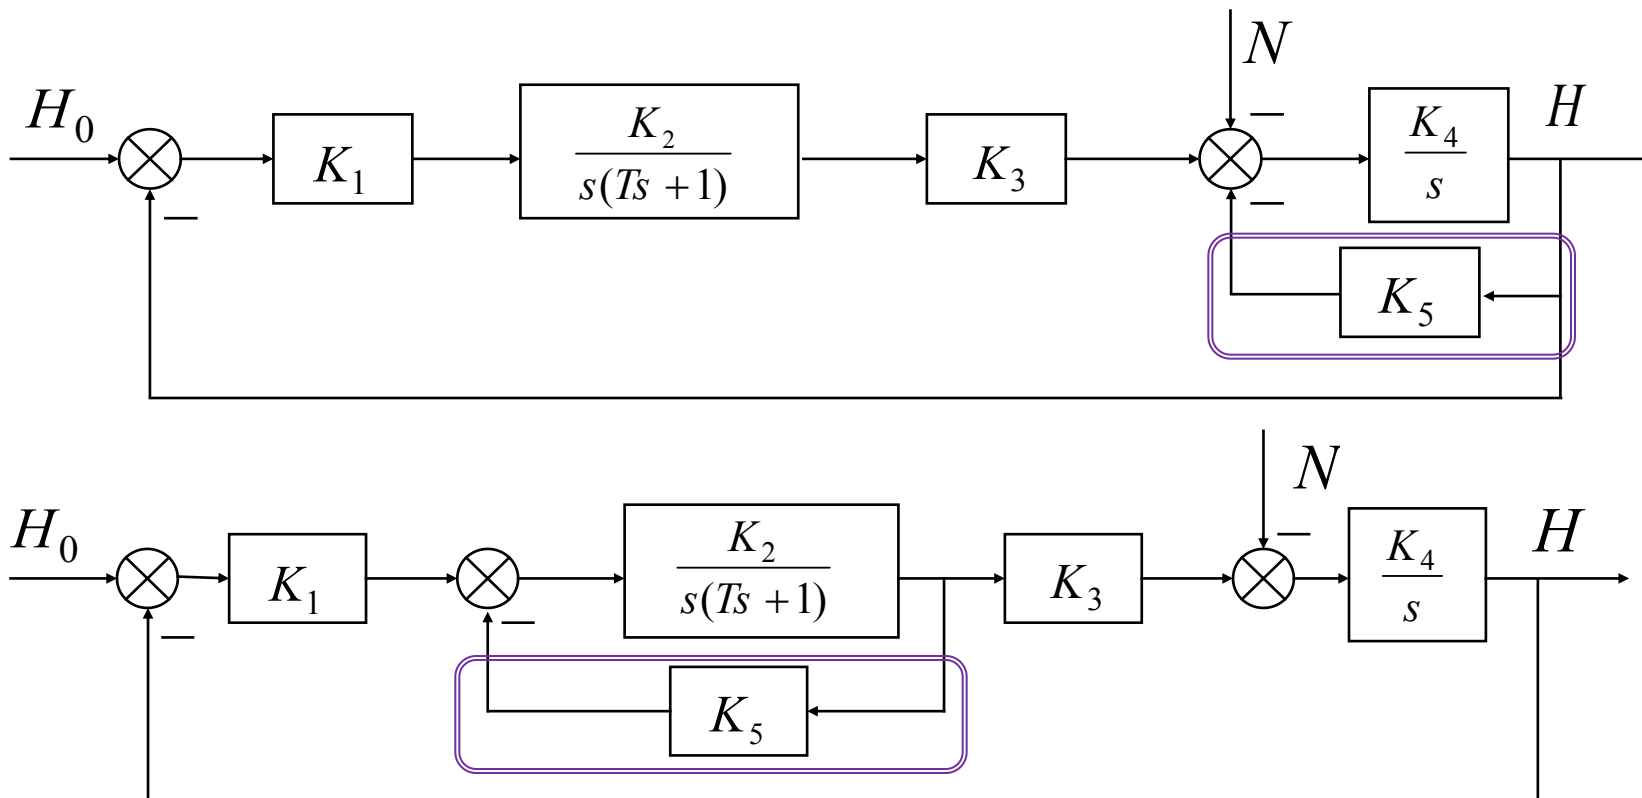 N
H₀
K₁
K₂
s(Ts + 1)
K₃
−
K₄
s
H
−
−
K₅
N
H₀
K₁
K₂
s(Ts + 1)
K₃
−
K₄
s
H
−
−
K₅